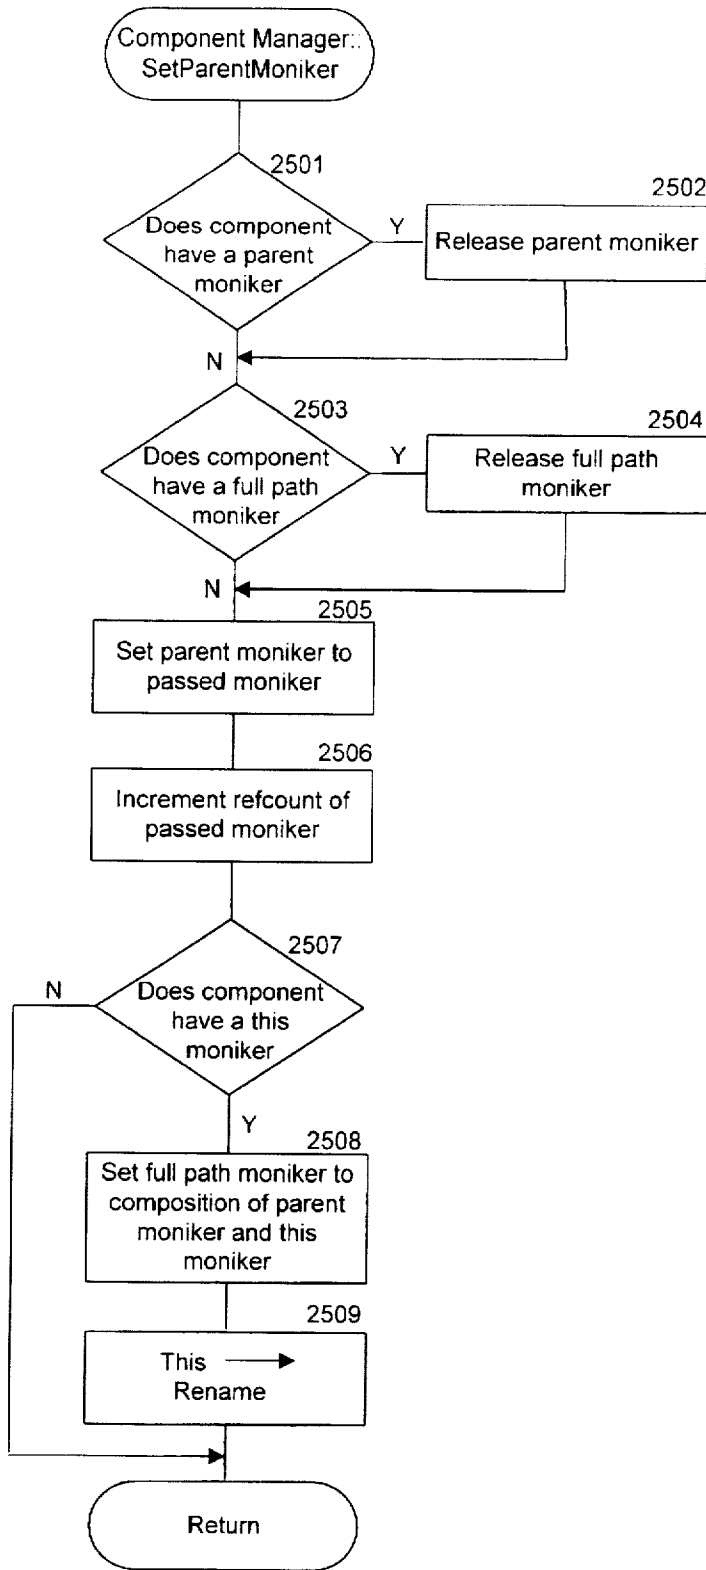 Component Manager::
SetParentMoniker
2501
Does component
have a parent
moniker
Y
2502
Release parent moniker
N
2503
Does component
have a full path
moniker
Y
2504
Release full path
moniker
N
2505
Set parent moniker to
passed moniker
2506
Increment refcount of
passed moniker
2507
N
Does component
have a this
moniker
Y
2508
Set full path moniker to
composition of parent
moniker and this
moniker
2509
This
Rename
Return